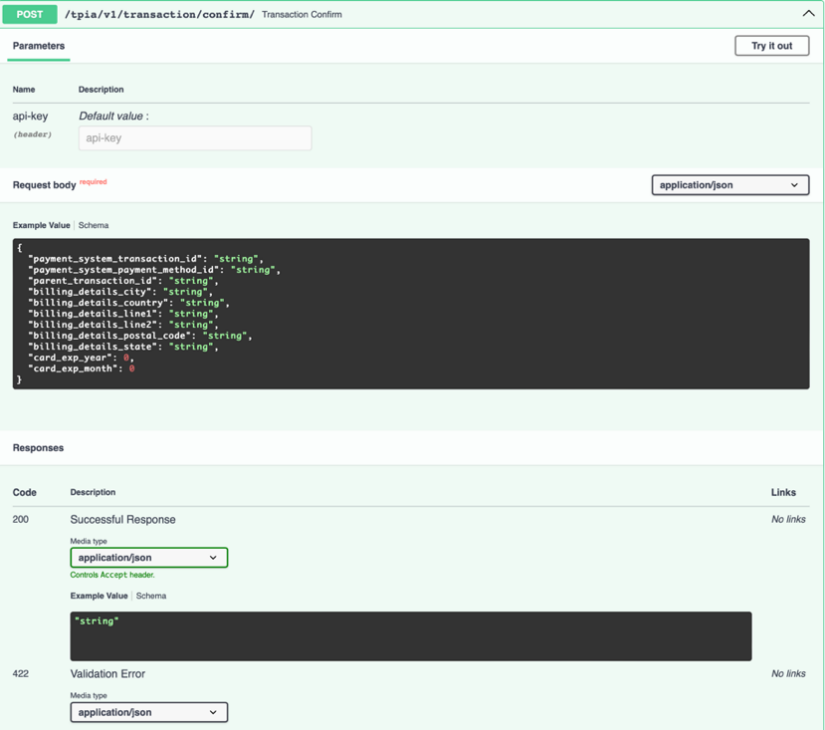 POST /tpia/v1/transaction/confirm/ Transaction Confirm
Parameters Try it out
Name Description
api-key Default value :
(header) api-key
Request body required application/json
Example Value Schema
{
"payment_system_transaction_id": "string",
"payment_system_payment_method_id": "string",
"parent_transaction_id": "string",
"billing_details_city": "string",
"billing_details_country": "string",
"billing_details_line1": "string",
"billing_details_line2": "string",
"billing_details_postal_code": "string",
"billing_details_state": "string",
"card_exp_year": 0,
"card_exp_month": 0
}
Responses
Code Description Links
200 Successful Response No links
Media type
application/json
Controls Accept header.
Example Value Schema
"string"
422 Validation Error No links
Media type
application/json